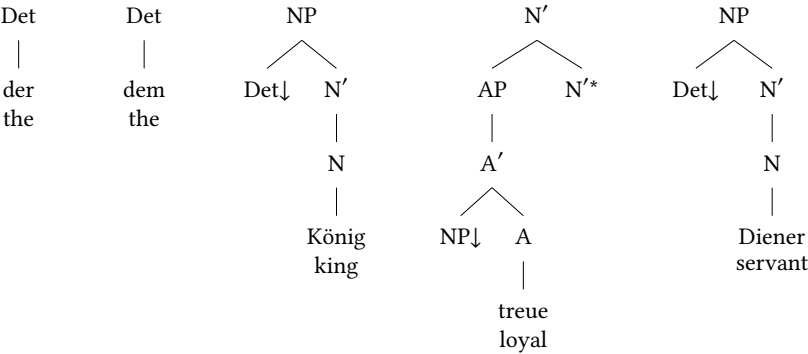 Det Det NP N′ NP
der dem Det↓ N′ AP N′* Det↓ N′
the the
N A′ N
König NP↓ A Diener
king servant
treue
loyal